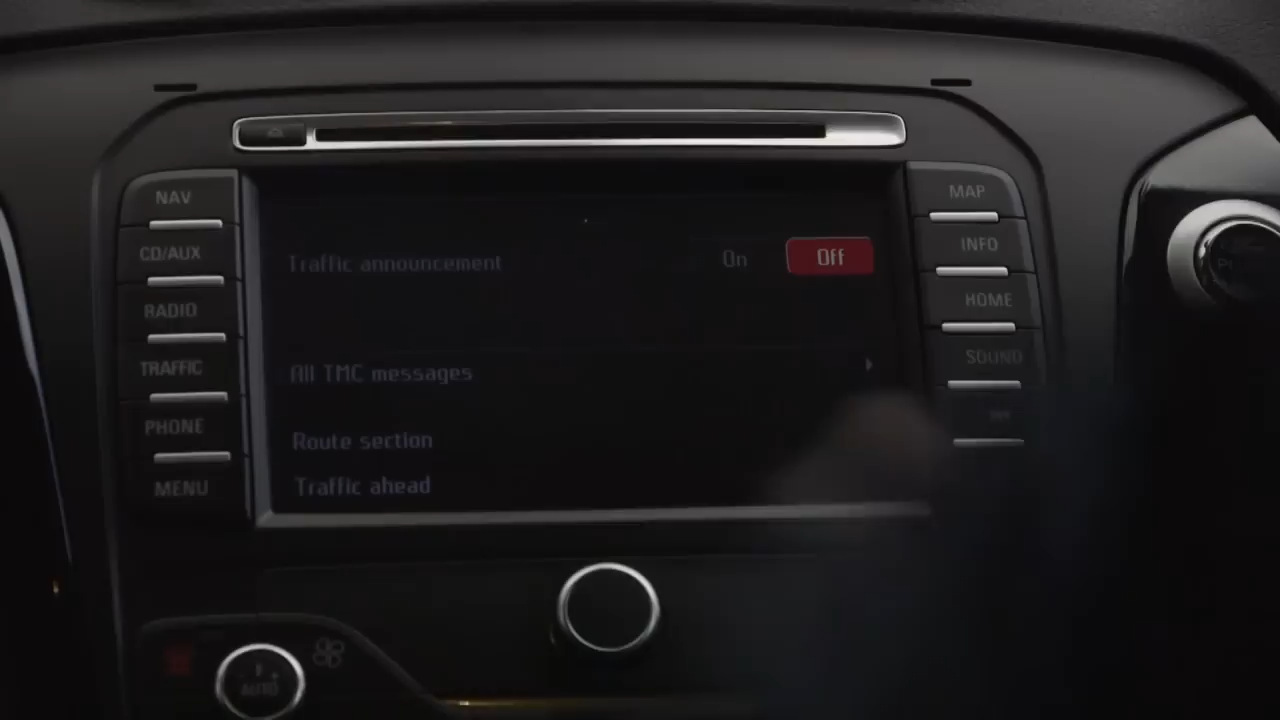 NAV
CD/AUX
RADIO
TRAFFIC
PHONE
MENU
Traffic announcement On Off
All TMC messages
Route section
Traffic ahead
MAP
INFO
HOME
SOUND
AUTO